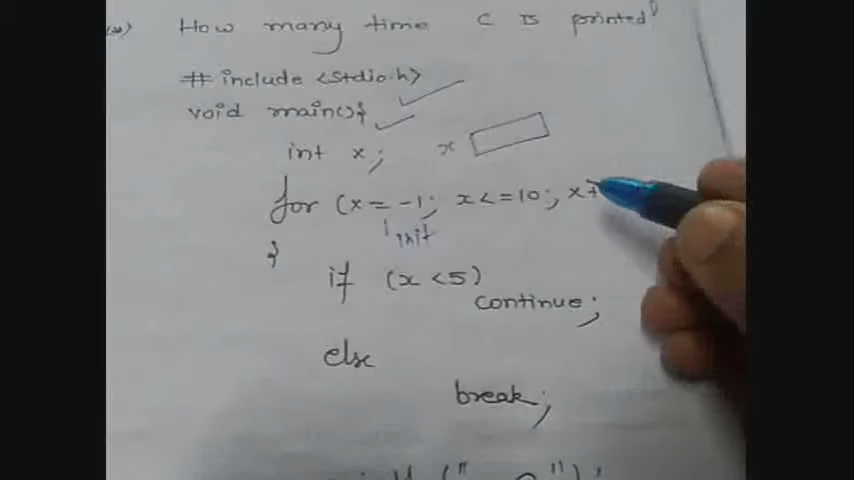 How many time C is printed?
# include <stdio.h>
void main(){
int x; x
for (x = -1; x <= 10; x+
init
{
if (x < 5)
continue;
else
break;